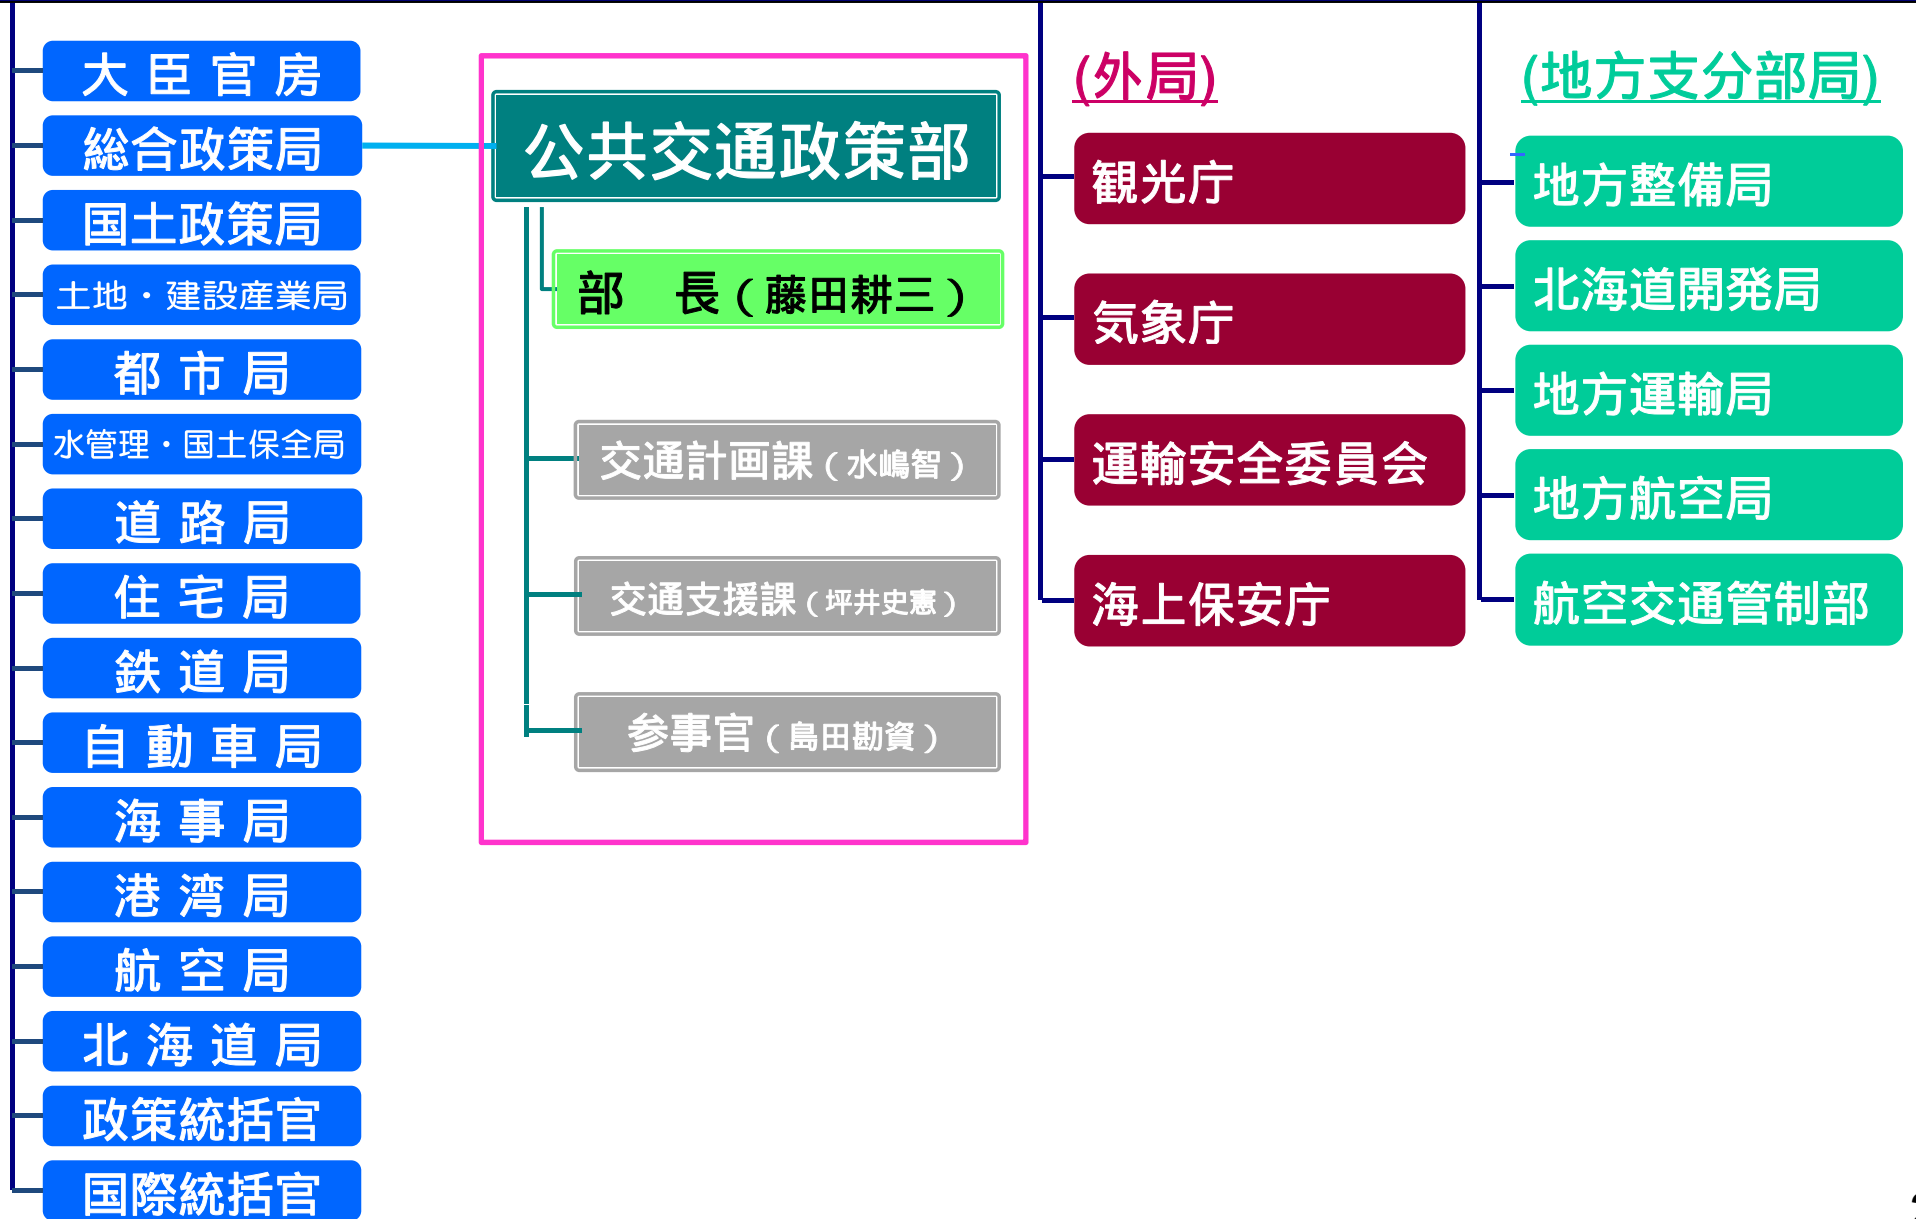 大臣官房
総合政策局
国土政策局
土地・建設産業局
都市局
水管理・国土保全局
道路局
住宅局
鉄道局
自動車局
海事局
港湾局
航空局
北海道局
政策統括官
国際統括官
公共交通政策部
部　長（藤田耕三）
交通計画課（水嶋智）
交通支援課（坪井史憲）
参事官（島田勘資）
(外局)
観光庁
気象庁
運輸安全委員会
海上保安庁
(地方支分部局)
地方整備局
北海道開発局
地方運輸局
地方航空局
航空交通管制部